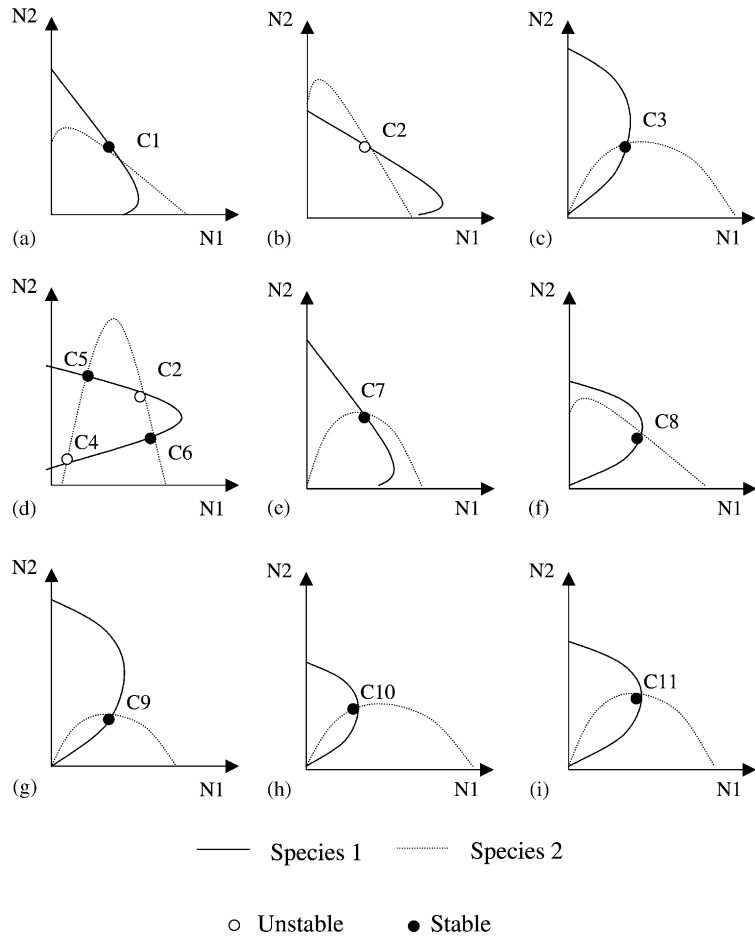 N2
N2
N2
C1
C2
C3
(a)
N1
(b)
N1
(c)
N1
N2
N2
N2
C5
C2
C4
C6
C7
C8
(d)
N1
(e)
N1
(f)
N1
N2
N2
N2
C9
C10
C11
(g)
N1
(h)
N1
(i)
N1
Species 1
Species 2
Unstable
Stable